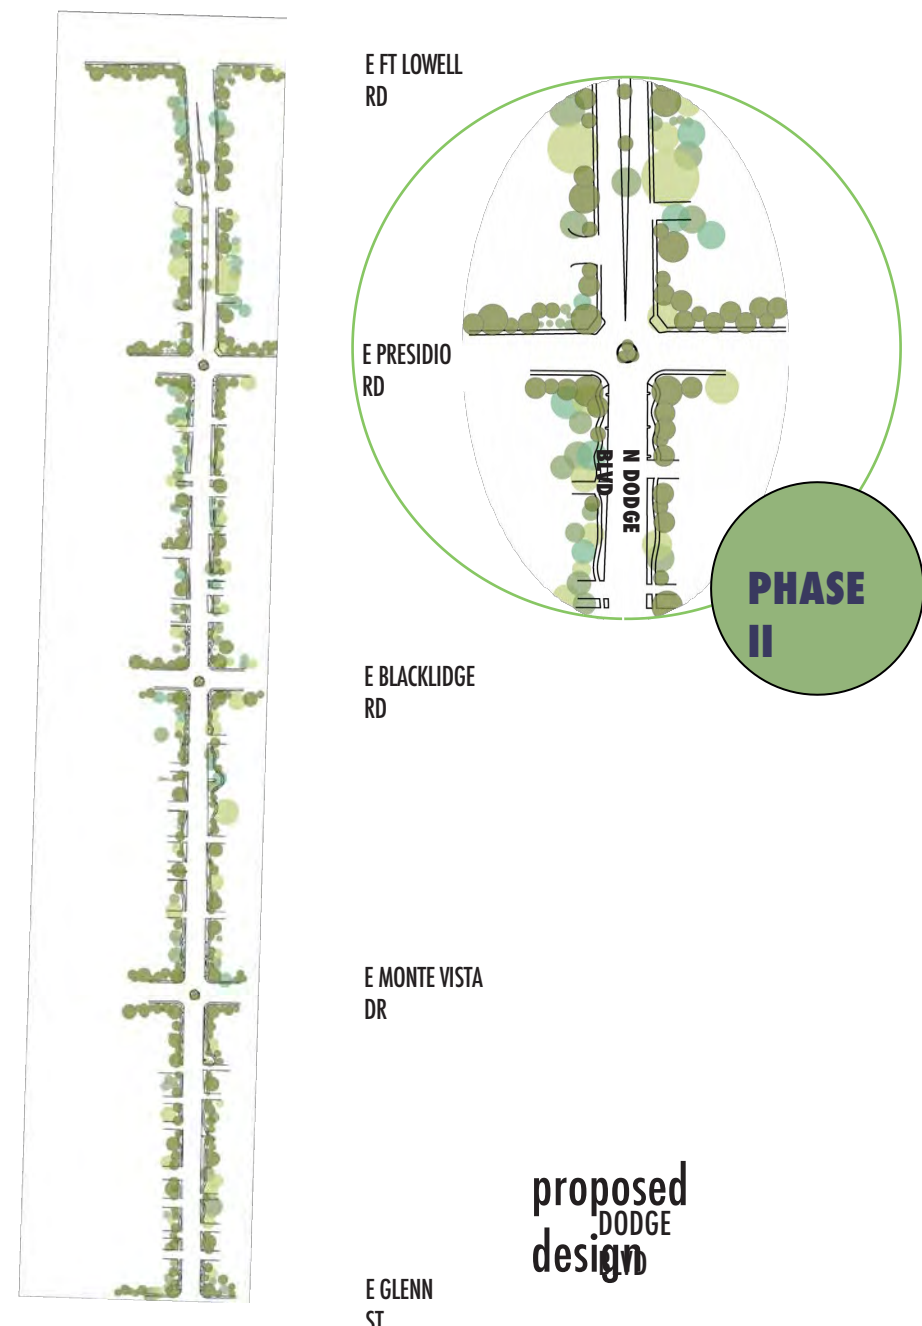 E FT LOWELL
RD
E PRESIDIO
RD
N DODGE
BLVD
PHASE
II
E BLACKLIDGE
RD
E MONTE VISTA
DR
proposed
design
DODGE
BLVD
E GLENN
ST